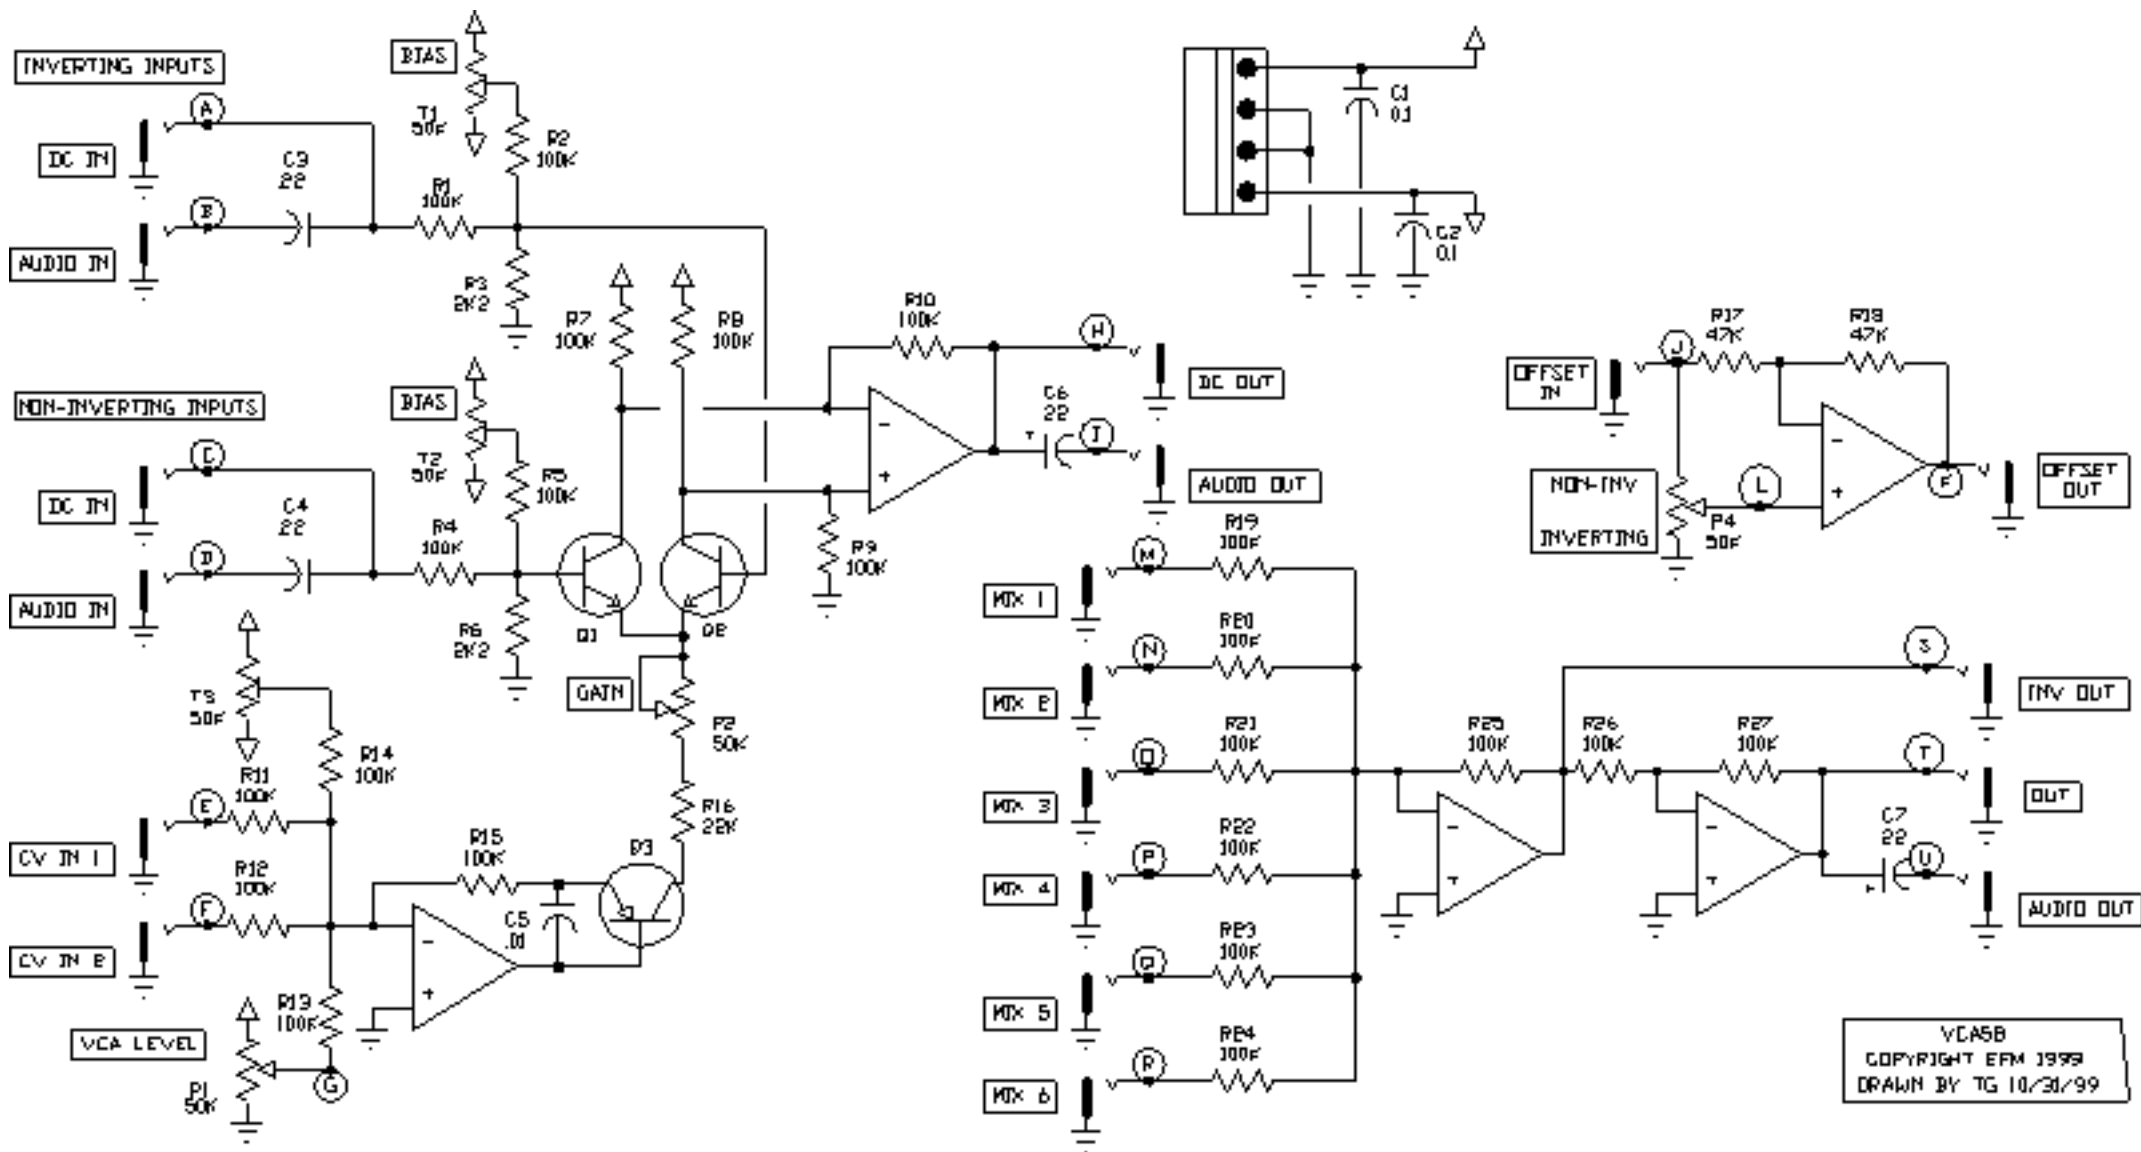 INVERTING INPUTS
A
DC IN
B
AUDIO IN
C3
.22
R1
100K
BIAS
T1
50K
R2
100K
R3
2K2
NON-INVERTING INPUTS
C
DC IN
D
AUDIO IN
C4
.22
R4
100K
BIAS
T2
50K
R5
100K
R6
2K2
R7
100K
R8
100K
Q1
Q2
GAIN
P2
50K
R16
22K
R9
100K
R10
100K
-
+
H
DC OUT
C6
22
+
I
AUDIO OUT
T3
50K
R14
100K
R11
100K
E
CV IN 1
R12
100K
F
CV IN 2
R13
100K
VCA LEVEL
P1
50K
G
R15
100K
C5
.01
-
+
C1
0.1
C2
0.1
OFFSET
IN
J
R17
47K
R18
47K
NON-INV
INVERTING
L
P4
50K
-
+
OFFSET
OUT
MIX 1
M
R19
100K
MIX 2
N
R20
100K
MIX 3
R21
100K
MIX 4
P
R22
100K
MIX 5
Q
R23
100K
MIX 6
R
R24
100K
R25
100K
-
+
R26
100K
R27
100K
-
+
S
INV OUT
T
OUT
C7
22
+
U
AUDIO OUT
VCA5B
COPYRIGHT EFM 1999
DRAWN BY TG 10/31/99